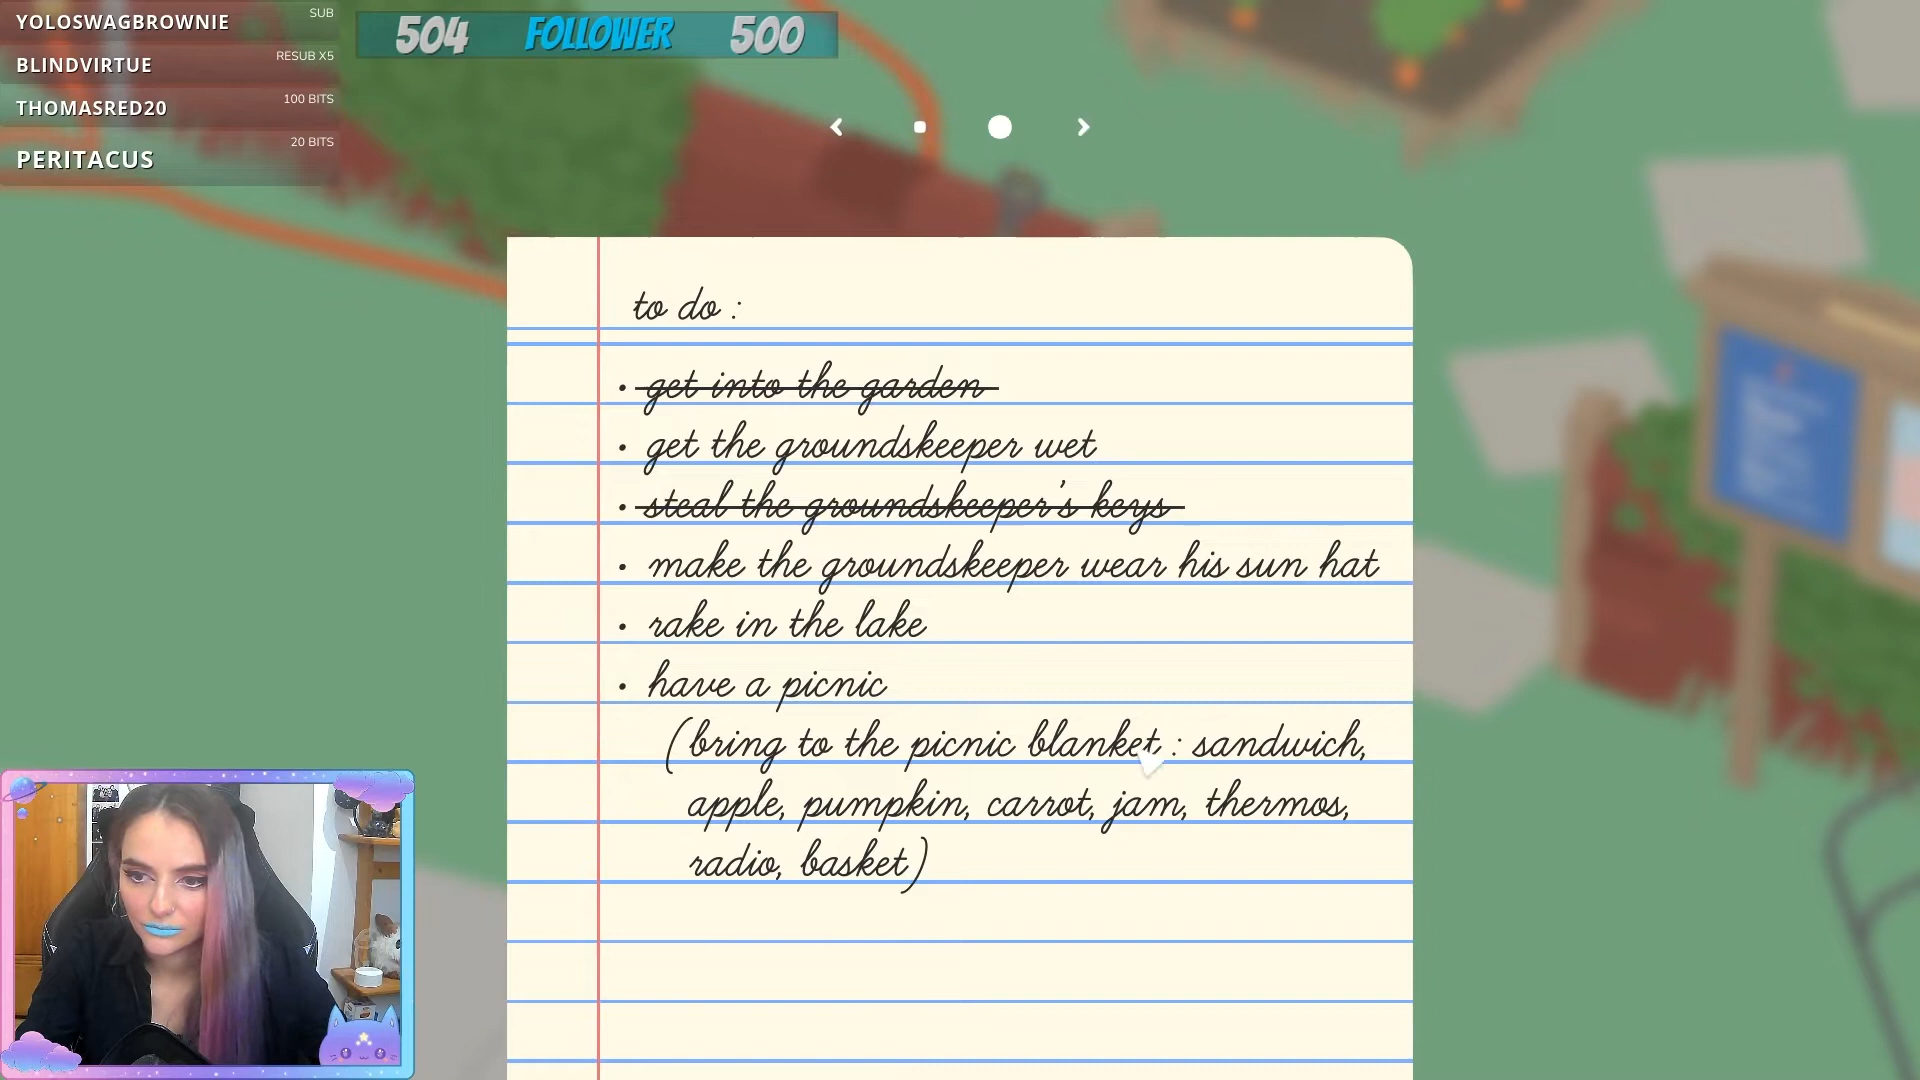 YOLOSWAGBROWNIE SUB
BLINDVIRTUE RESUB X5
THOMASRED20 100 BITS
PERITACUS 20 BITS
504 FOLLOWER 500
to do :
• get into the garden
• get the groundskeeper wet
• steal the groundskeeper's keys
• make the groundskeeper wear his sun hat
• rake in the lake
• have a picnic
(bring to the picnic blanket : sandwich,
apple, pumpkin, carrot, jam, thermos,
radio, basket)